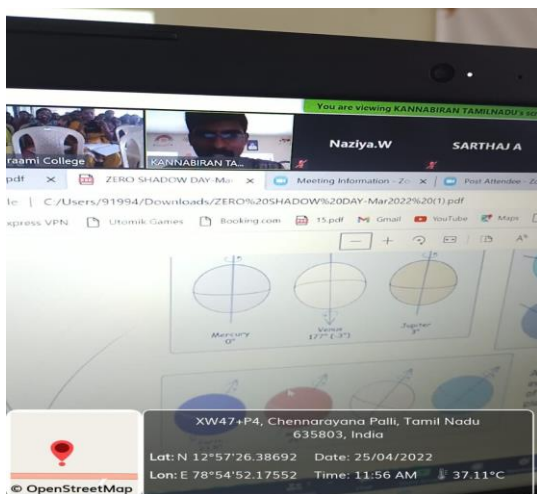 You are viewing KANNABIRAN TAMILNADU's
raami College
KANNABIRAN TA...
Naziya.W
SARTHAJ A
pdf
ZERO SHADOW DAY-Ma
Meeting Information - Zo
Post Attendee - Zo
C:/Users/91994/Downloads/ZERO%20SHADOW%20DAY-Mar2022%20(1).pdf
xpress VPN
Utomik Games
Booking.com
15.pdf
Gmail
YouTube
Maps
Mercury
0°
Venus
177° (-3°)
Jupiter
3°
XW47+P4, Chennarayana Palli, Tamil Nadu
635803, India
Lat: N 12°57'26.38692 Date: 25/04/2022
Lon: E 78°54'52.17552 Time: 11:56 AM 37.11°C
© OpenStreetMap